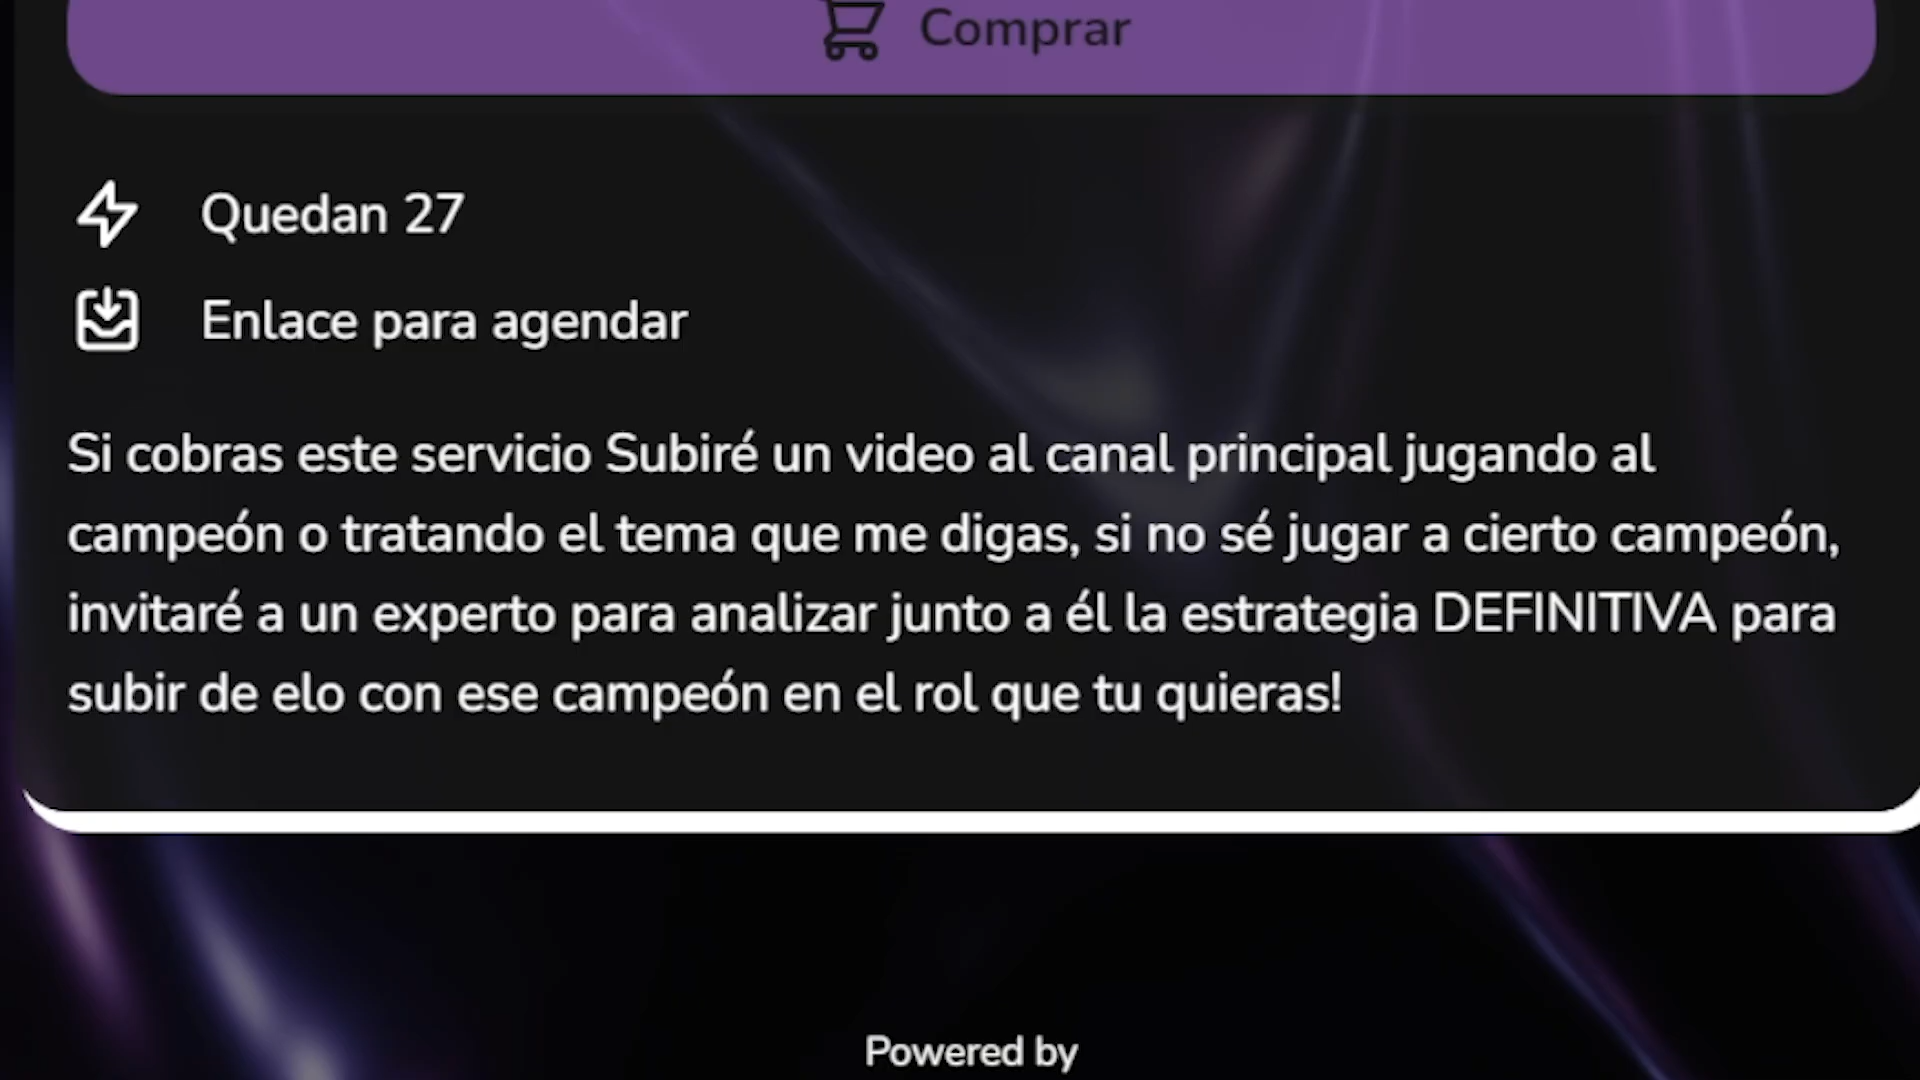 Comprar
Quedan 27
Enlace para agendar
Si cobras este servicio Subiré un video al canal principal jugando al
campeón o tratando el tema que me digas, si no sé jugar a cierto campeón,
invitaré a un experto para analizar junto a él la estrategia DEFINITIVA para
subir de elo con ese campeón en el rol que tu quieras!
Powered by